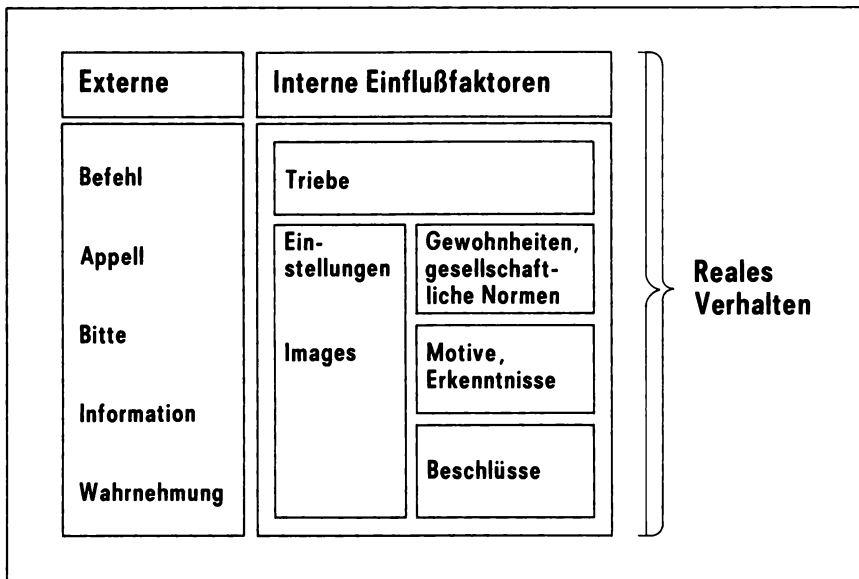 Externe
Interne Einflußfaktoren
Befehl
Appell
Bitte
Information
Wahrnehmung
Triebe
Ein-
stellungen
Images
Gewohnheiten,
gesellschaft-
liche Normen
Motive,
Erkenntnisse
Beschlüsse
Reales
Verhalten